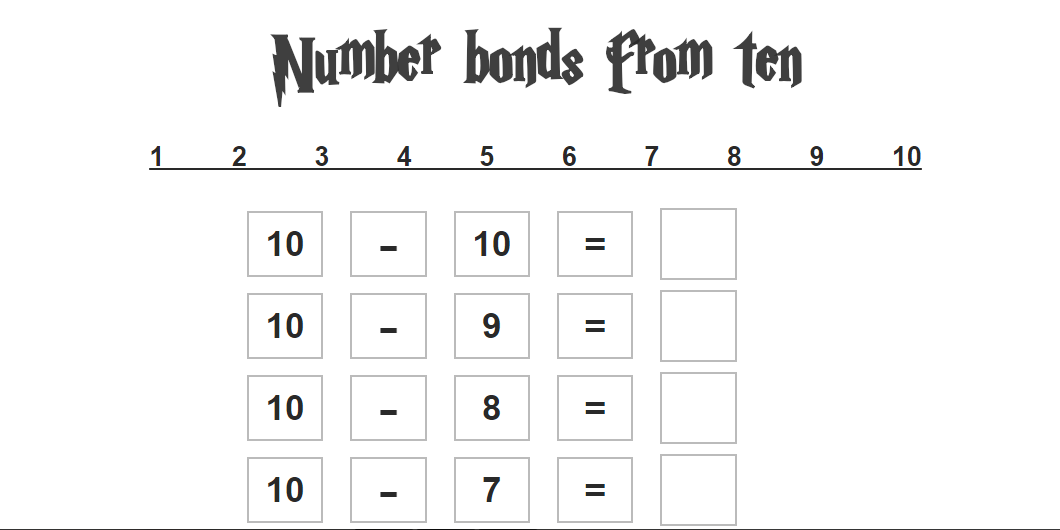 Number bonds from ten
1 2 3 4 5 6 7 8 9 10
10 - 10 =
10 - 9 =
10 - 8 =
10 - 7 =